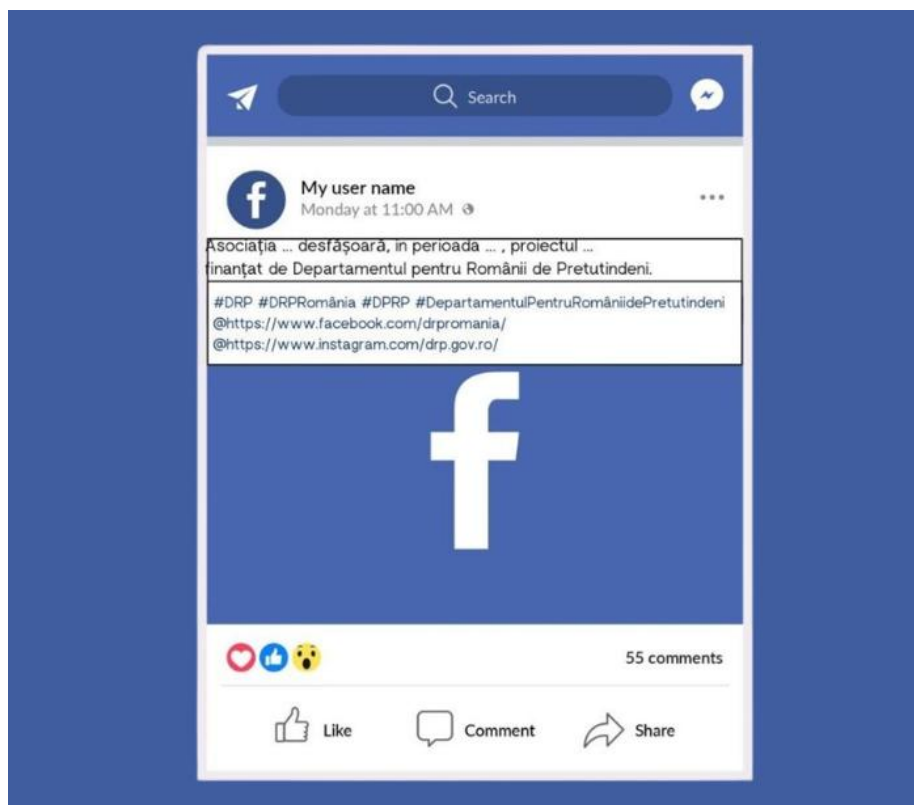 Search
My user name
Monday at 11:00 AM
Asociația ... desfășoară, in perioada ... , proiectul ...
finanțat de Departamentul pentru Românii de Pretutindeni.
#DRP #DRPRomânia #DPRP #DepartamentulPentruRomâniidePretutindeni
@https://www.facebook.com/drpromania/
@https://www.instagram.com/drp.gov.ro/
55 comments
Like Comment Share